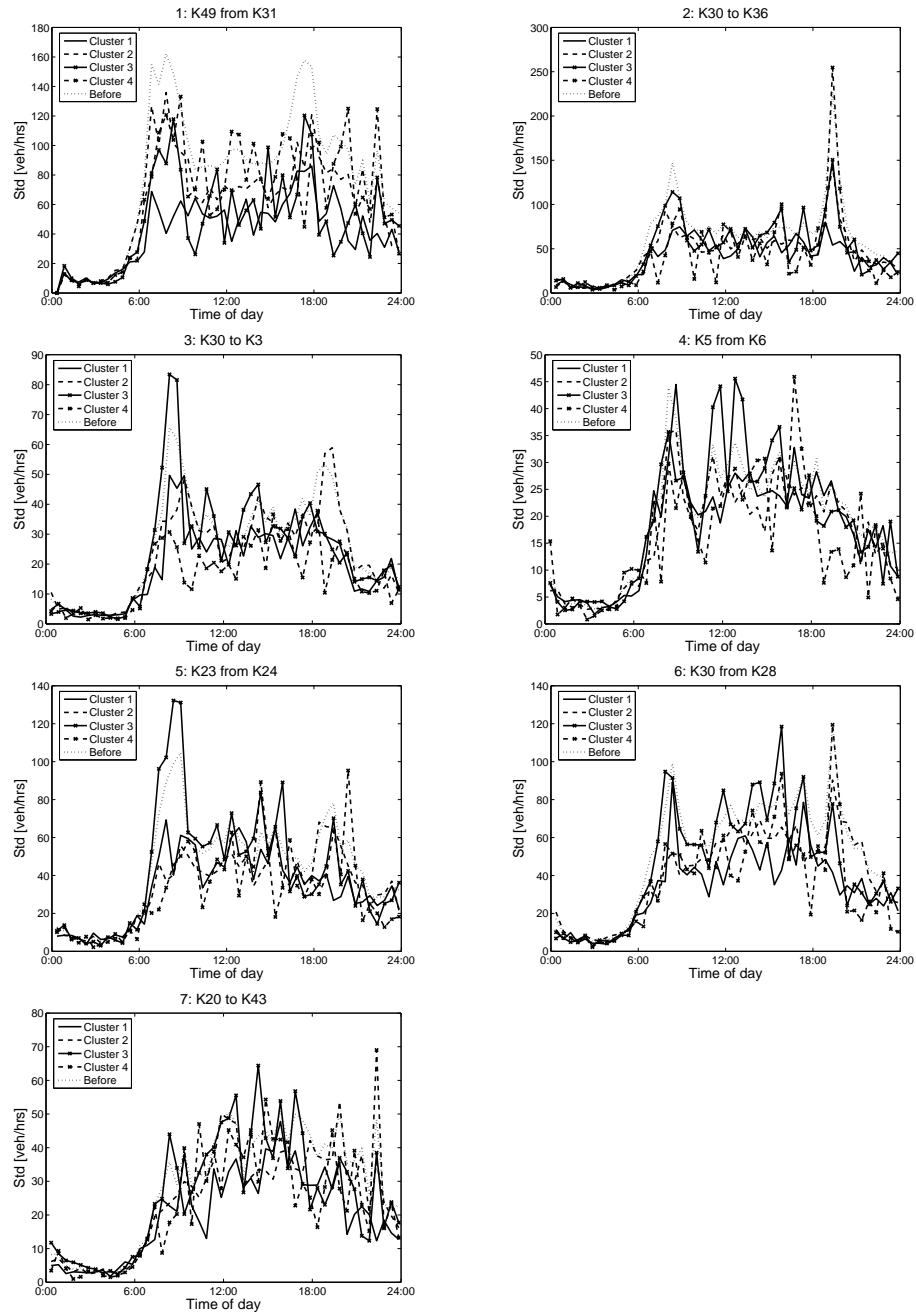 1: K49 from K31
Std [veh/hrs]
180
160
140
120
100
80
60
40
20
0
Cluster 1
Cluster 2
Cluster 3
Cluster 4
Before
0:00 6:00 12:00 18:00 24:00
Time of day
2: K30 to K36
Std [veh/hrs]
300
250
200
150
100
50
0
Cluster 1
Cluster 2
Cluster 3
Cluster 4
Before
0:00 6:00 12:00 18:00 24:00
Time of day
3: K30 to K3
Std [veh/hrs]
90
80
70
60
50
40
30
20
10
0
Cluster 1
Cluster 2
Cluster 3
Cluster 4
Before
0:00 6:00 12:00 18:00 24:00
Time of day
4: K5 from K6
Std [veh/hrs]
50
45
40
35
30
25
20
15
10
5
0
Cluster 1
Cluster 2
Cluster 3
Cluster 4
Before
0:00 6:00 12:00 18:00 24:00
Time of day
5: K23 from K24
Std [veh/hrs]
140
120
100
80
60
40
20
0
Cluster 1
Cluster 2
Cluster 3
Cluster 4
Before
0:00 6:00 12:00 18:00 24:00
Time of day
6: K30 from K28
Std [veh/hrs]
140
120
100
80
60
40
20
0
Cluster 1
Cluster 2
Cluster 3
Cluster 4
Before
0:00 6:00 12:00 18:00 24:00
Time of day
7: K20 to K43
Std [veh/hrs]
80
70
60
50
40
30
20
10
0
Cluster 1
Cluster 2
Cluster 3
Cluster 4
Before
0:00 6:00 12:00 18:00 24:00
Time of day